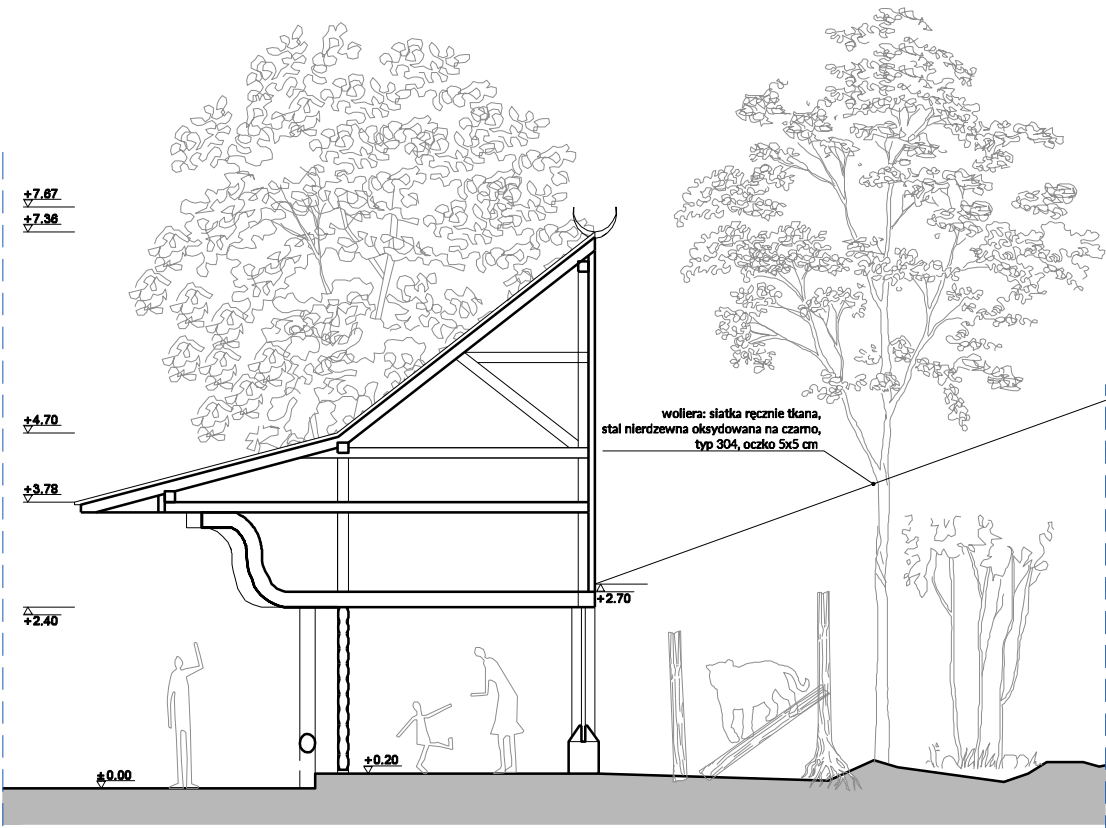 +7.67
+7.36
+4.70
woliera: siatka ręcznie tkana,
stal nierdzewna oksydowana na czarno,
typ 304, oczko 5x5 cm
+3.78
+2.70
+2.40
+0.20
±0.00